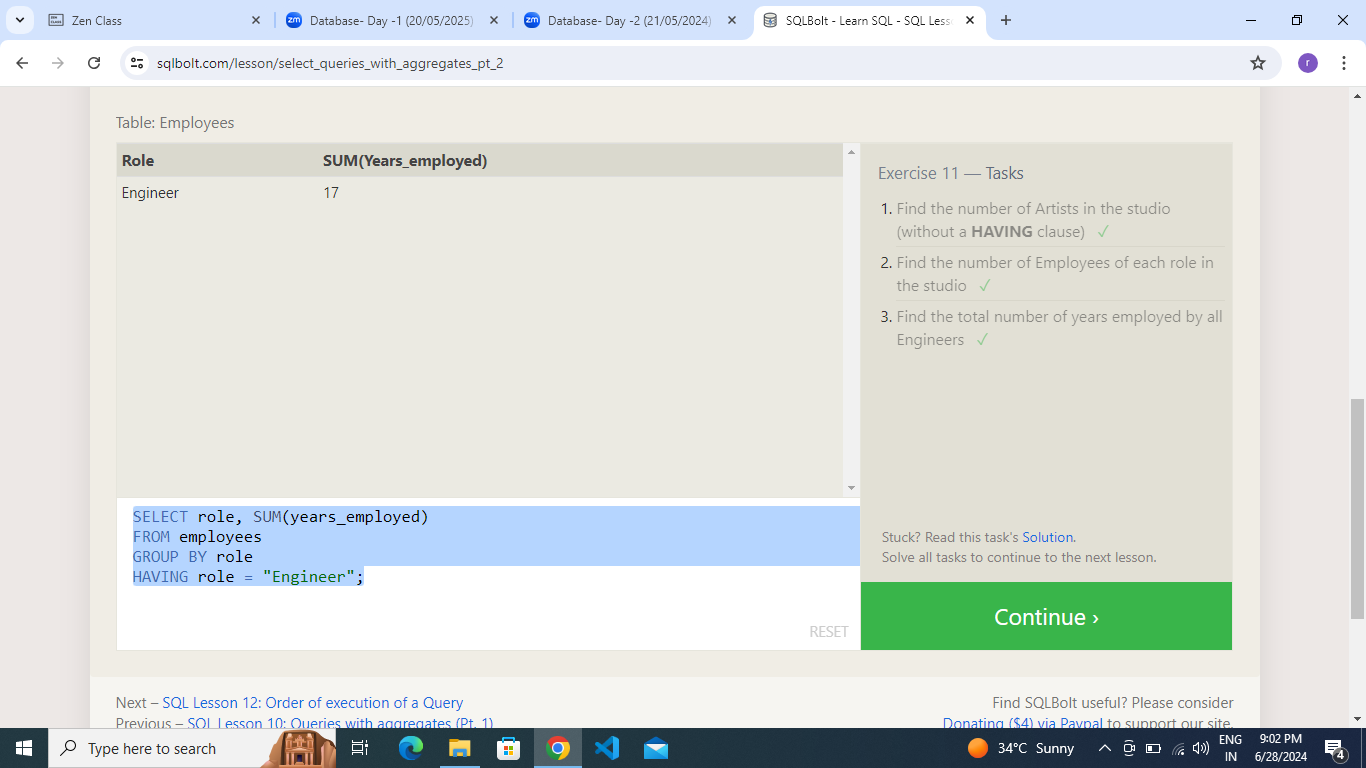 Zen Class
Database- Day -1 (20/05/2025)
Database- Day -2 (21/05/2024)
SQLBolt - Learn SQL - SQL Less
sqlbolt.com/lesson/select_queries_with_aggregates_pt_2
r
Table: Employees
Role SUM(Years_employed)
Engineer 17
Exercise 11 — Tasks
1. Find the number of Artists in the studio
(without a HAVING clause) ✓
2. Find the number of Employees of each role in
the studio ✓
3. Find the total number of years employed by all
Engineers ✓
SELECT role, SUM(years_employed)
FROM employees
GROUP BY role
HAVING role = "Engineer";
RESET
Stuck? Read this task's Solution.
Solve all tasks to continue to the next lesson.
Continue ›
Next – SQL Lesson 12: Order of execution of a Query
Previous – SQL Lesson 10: Queries with aggregates (Pt. 1)
Find SQLBolt useful? Please consider
Donating ($4) via Paypal to support our site.
Type here to search
34°C Sunny
ENG
IN
9:02 PM
6/28/2024
4